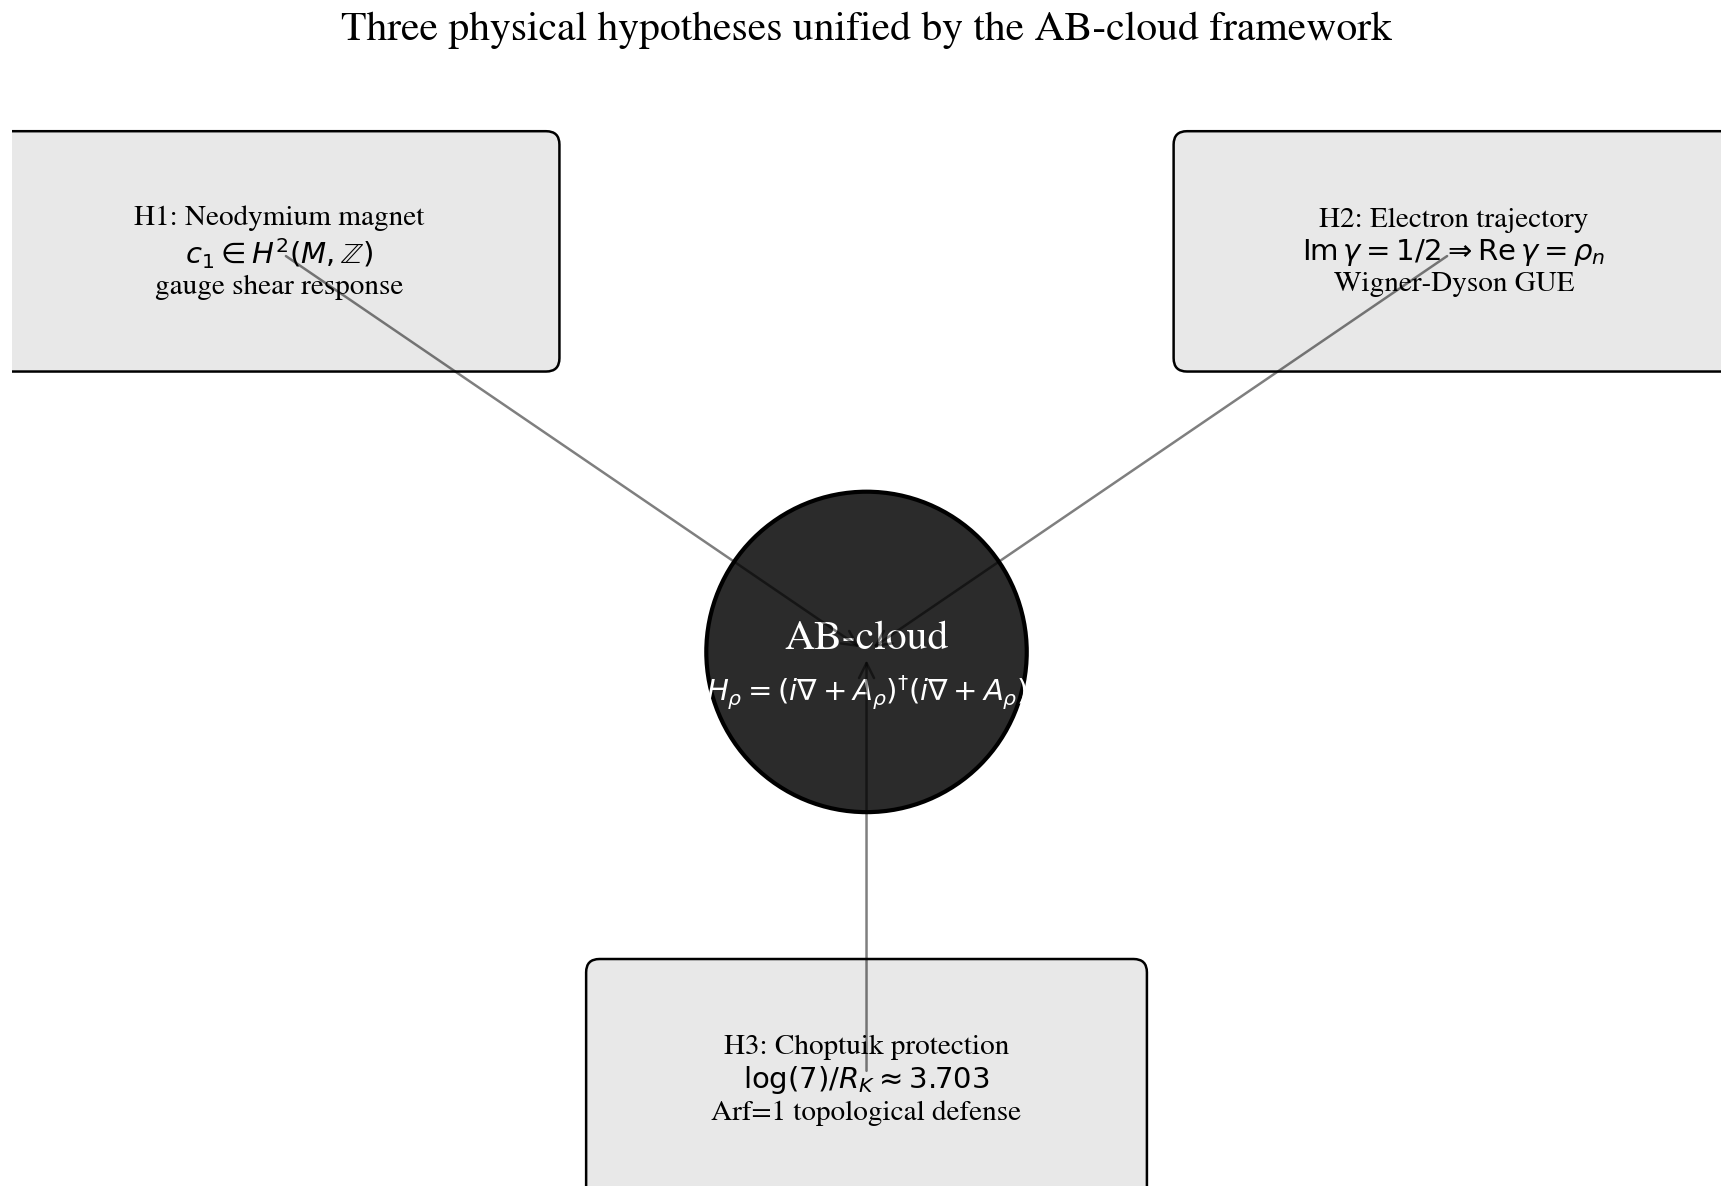 Three physical hypotheses unified by the AB-cloud framework
H1: Neodymium magnet
c₁ ∈ H²(M, ℤ)
gauge shear response
H2: Electron trajectory
Im γ = 1/2 ⇒ Re γ = ρₙ
Wigner-Dyson GUE
AB-cloud
H_ρ = (i∇ + A_ρ)†(i∇ + A_ρ)
H3: Choptuik protection
log(7)/R_K ≈ 3.703
Arf=1 topological defense